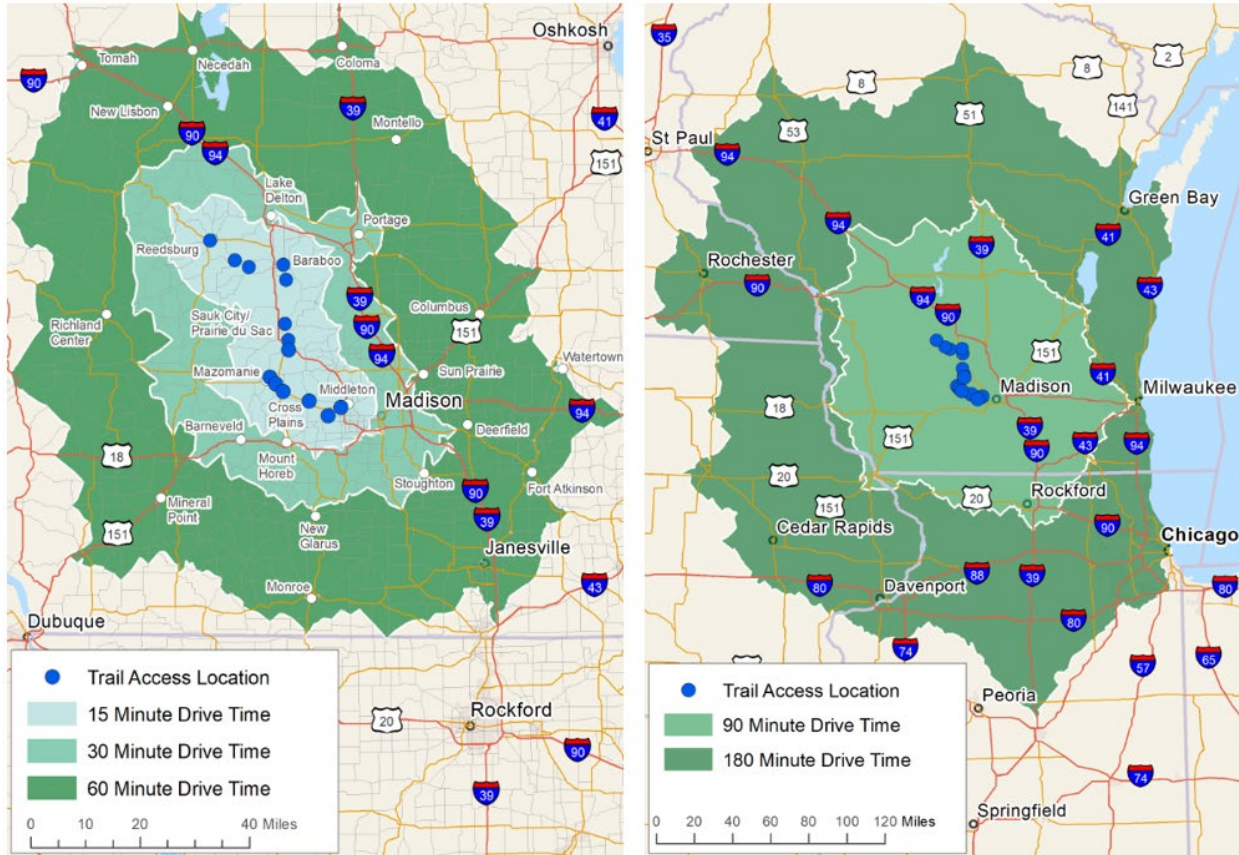 Oshkosh
Tomah
Necedah
Coloma
90
39
41
New Lisbon
Montello
90
94
151
Lake
Delton
Portage
Reedsburg
Baraboo
39
Columbus
Sauk City/
Prairie du Sac
90
151
Richland
Center
94
Watertown
Mazomanie
Sun Prairie
Middleton
Madison
Cross
Plains
94
Barneveld
Deerfield
18
Mount
Horeb
Stoughton
90
Fort Atkinson
Mineral
Point
39
151
New
Glarus
Janesville
Monroe
43
Dubuque
Trail Access Location
15 Minute Drive Time
30 Minute Drive Time
60 Minute Drive Time
0 10 20 40 Miles
20
Rockford
90
39
35
2
8
8
141
53
51
St Paul
94
Green Bay
94
41
39
Rochester
90
43
94
90
151
41
Milwaukee
18
Madison
39
43
94
151
90
20
20
Rockford
151
Cedar Rapids
90
Chicago
88
39
80
80
Davenport
80
74
57
65
Trail Access Location
90 Minute Drive Time
180 Minute Drive Time
0 20 40 80 120 Miles
Peoria
74
Springfield